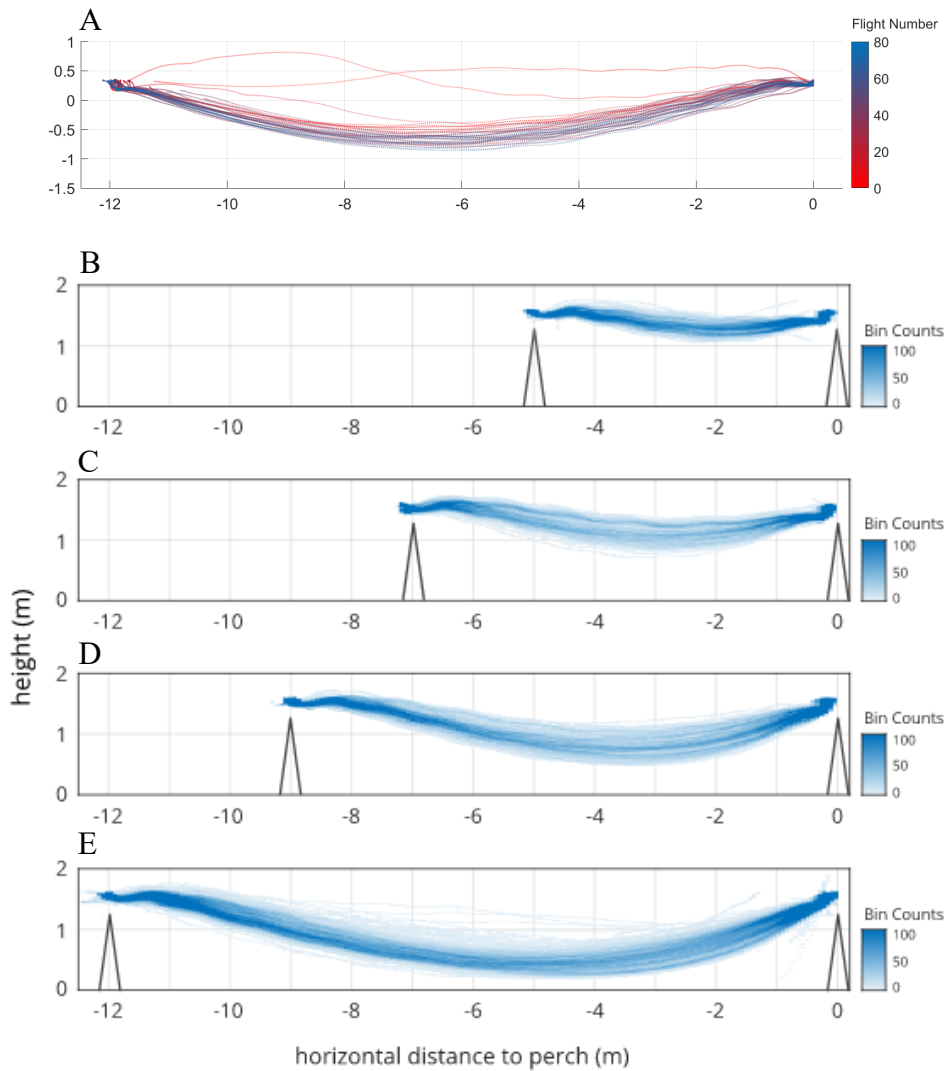 A
Flight Number
1
0.5
0
-0.5
-1
-1.5
80
60
40
20
0
-12 -10 -8 -6 -4 -2 0
B
2
1
0
Bin Counts
100
50
0
-12 -10 -8 -6 -4 -2 0
C
2
1
0
Bin Counts
100
50
0
-12 -10 -8 -6 -4 -2 0
height (m)
D
2
1
0
Bin Counts
100
50
0
-12 -10 -8 -6 -4 -2 0
E
2
1
0
Bin Counts
100
50
0
-12 -10 -8 -6 -4 -2 0
horizontal distance to perch (m)